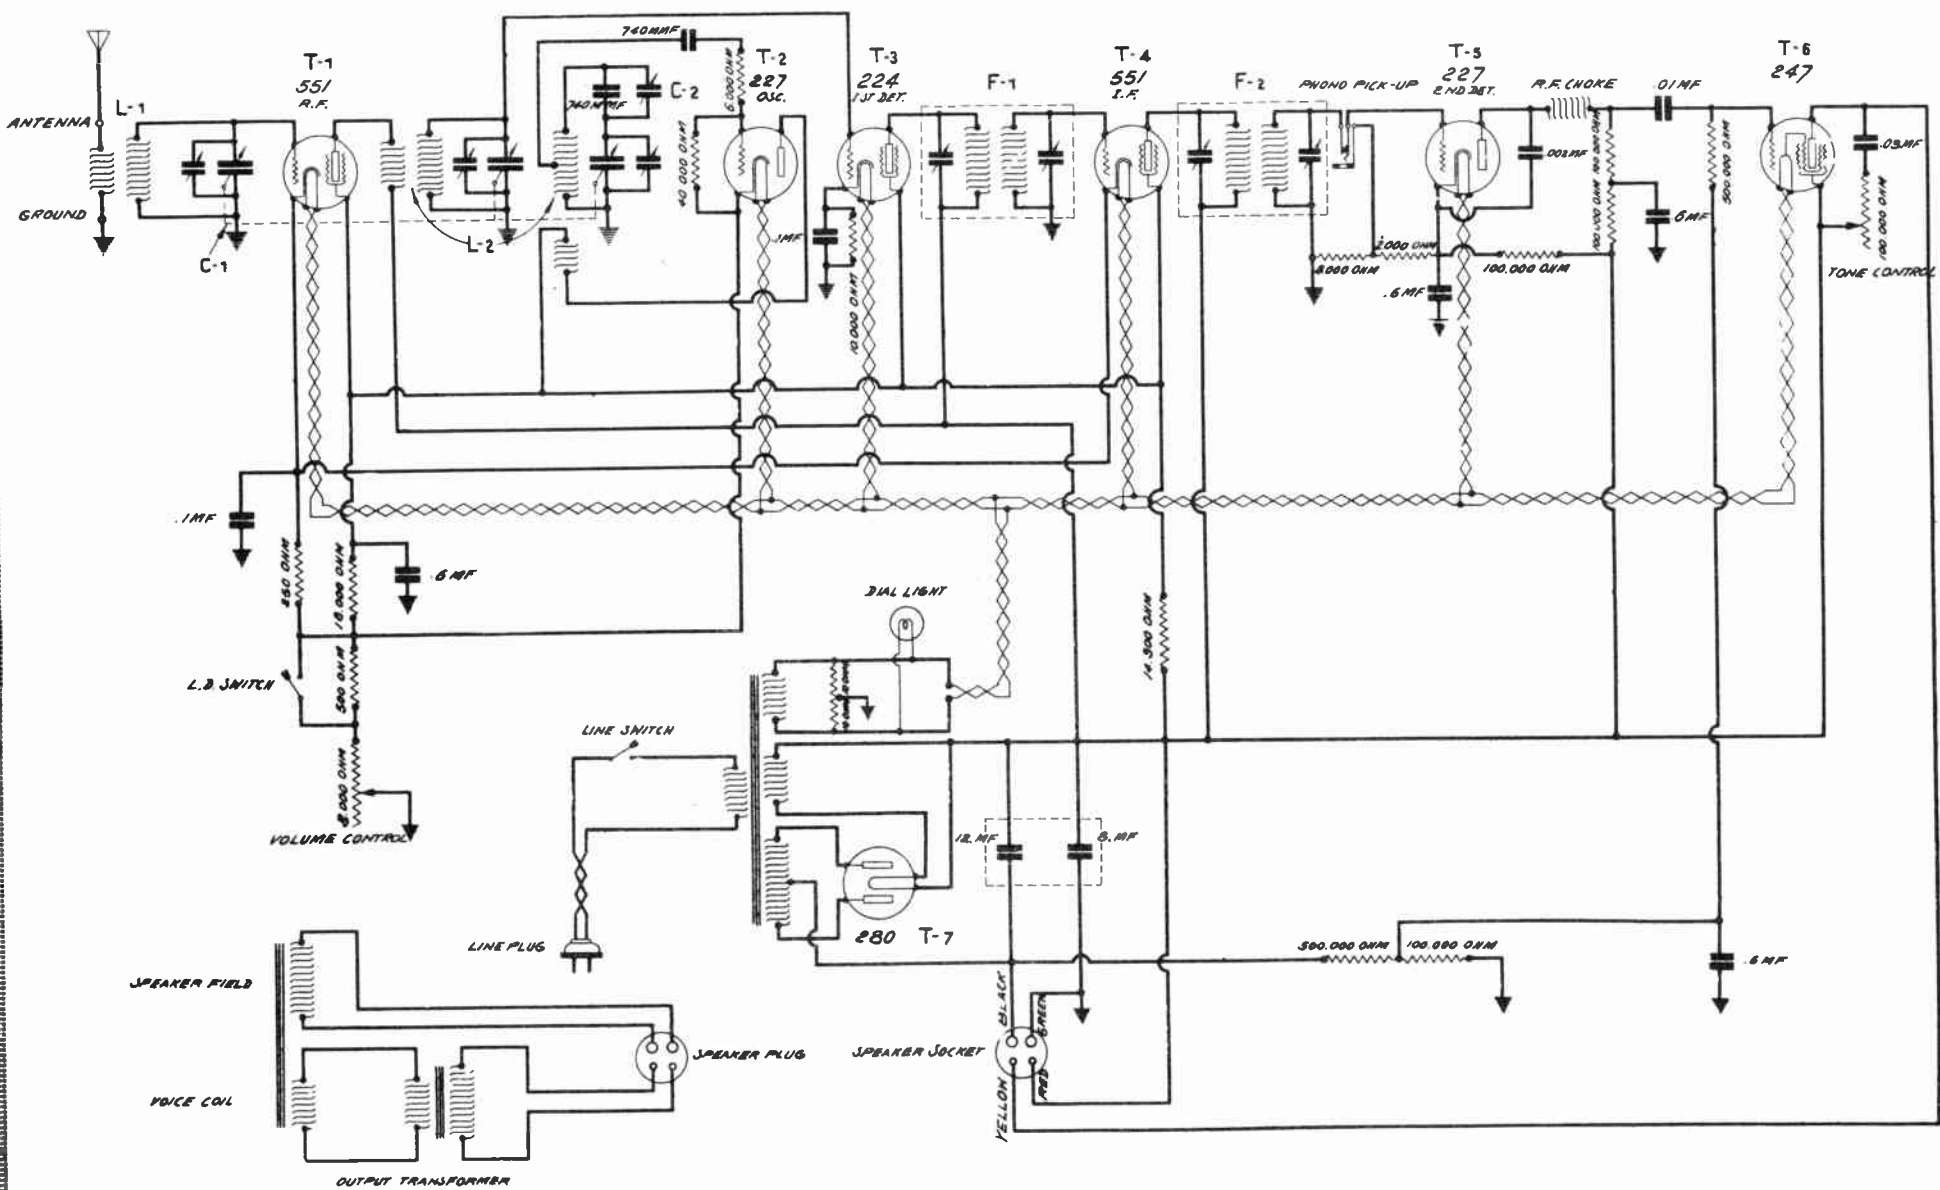 ANTENNA
GROUND
L-1
C-1
T-1
551
R.F.
L-2
740MMF
740MMF
C-2
6,000 OHM
40,000 OHM
T-2
227
OSC.
T-3
224
1ST DET.
.1MF
10,000 OHM
F-1
T-4
551
I.F.
F-2
PHONO PICK-UP
T-5
227
2ND DET.
R.F. CHOKE
.002MF
100,000 OHM
100,000 OHM
.01MF
.6MF
500,000 OHM
T-6
247
.03MF
100,000 OHM
TONE CONTROL
2,000 OHM
100,000 OHM
.6MF
.1MF
18,000 OHM
.6MF
500 OHM
L.D. SWITCH
8,000 OHM
VOLUME CONTROL
DIAL LIGHT
14,300 OHM
LINE SWITCH
LINE PLUG
280 T-7
12.MF
8.MF
500,000 OHM
100,000 OHM
.6MF
SPEAKER FIELD
VOICE COIL
OUTPUT TRANSFORMER
SPEAKER PLUG
SPEAKER SOCKET
BLACK
GREEN
YELLOW
RED